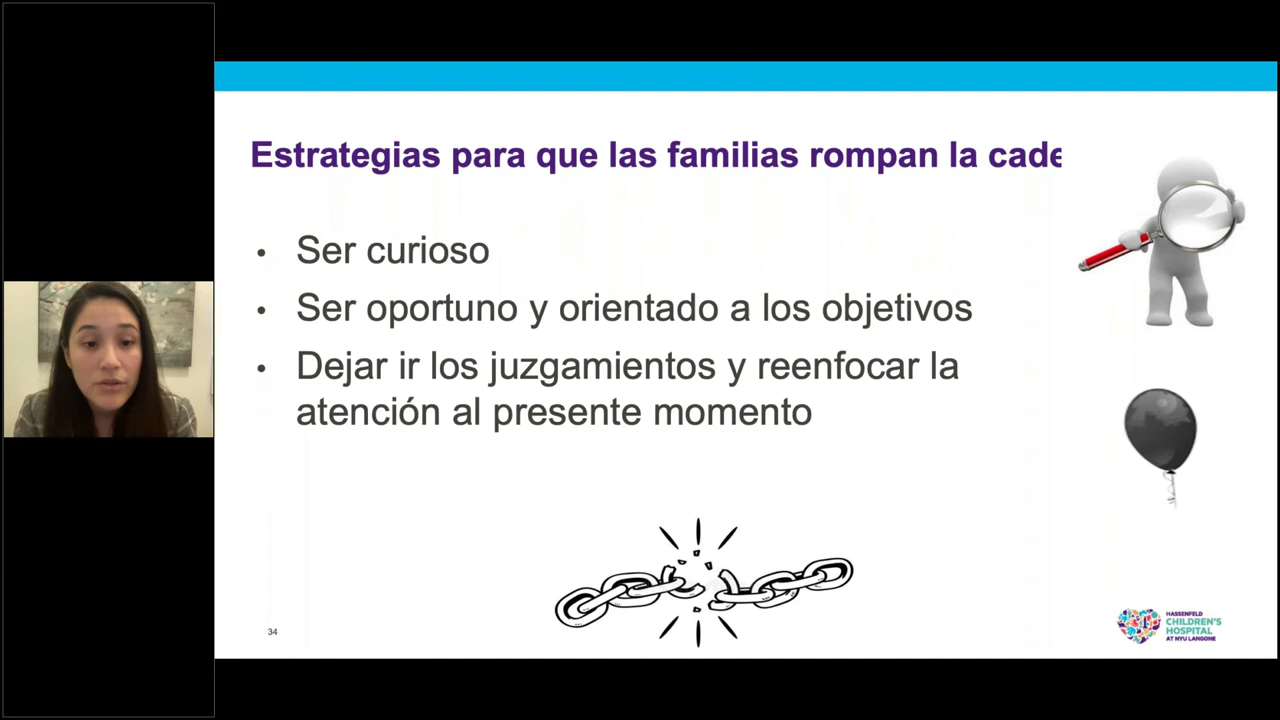 Estrategias para que las familias rompan la cade
• Ser curioso
• Ser oportuno y orientado a los objetivos
• Dejar ir los juzgamientos y reenfocar la
atención al presente momento
34
HASSENFELD
CHILDREN'S
HOSPITAL
AT NYU LANGONE